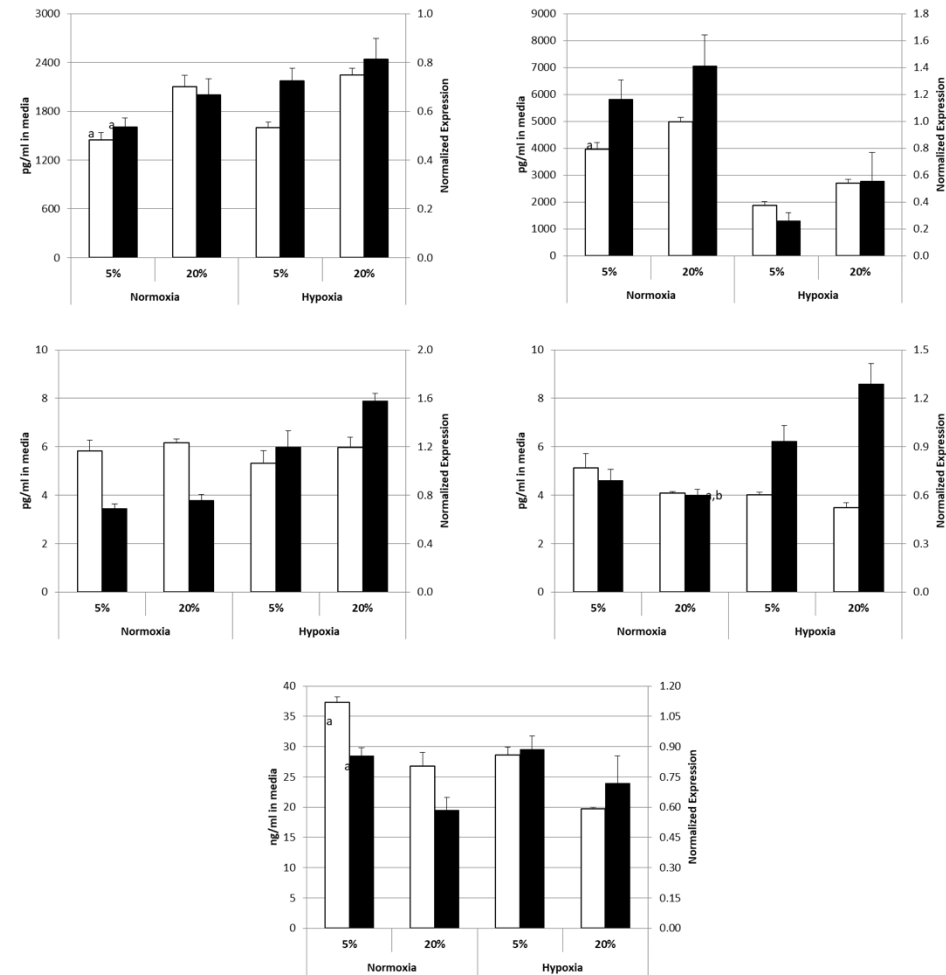 3000
2400
1800
1200
600
0
pg/ml in media
1.0
0.8
0.6
0.4
0.2
0.0
Normalized Expression
a a
5% 20% 5% 20%
Normoxia Hypoxia
9000
8000
7000
6000
5000
4000
3000
2000
1000
0
pg/ml in media
1.8
1.6
1.4
1.2
1.0
0.8
0.6
0.4
0.2
0.0
Normalized Expression
a
5% 20% 5% 20%
Normoxia Hypoxia
10
8
6
4
2
0
pg/ml in media
2.0
1.6
1.2
0.8
0.4
0.0
Normalized Expression
5% 20% 5% 20%
Normoxia Hypoxia
10
8
6
4
2
0
pg/ml in media
1.5
1.2
0.9
0.6
0.3
0.0
Normalized Expression
a,b
5% 20% 5% 20%
Normoxia Hypoxia
40
35
30
25
20
15
10
5
0
ng/ml in media
1.20
1.05
0.90
0.75
0.60
0.45
0.30
0.15
0.00
Normalized Expression
a
a
5% 20% 5% 20%
Normoxia Hypoxia